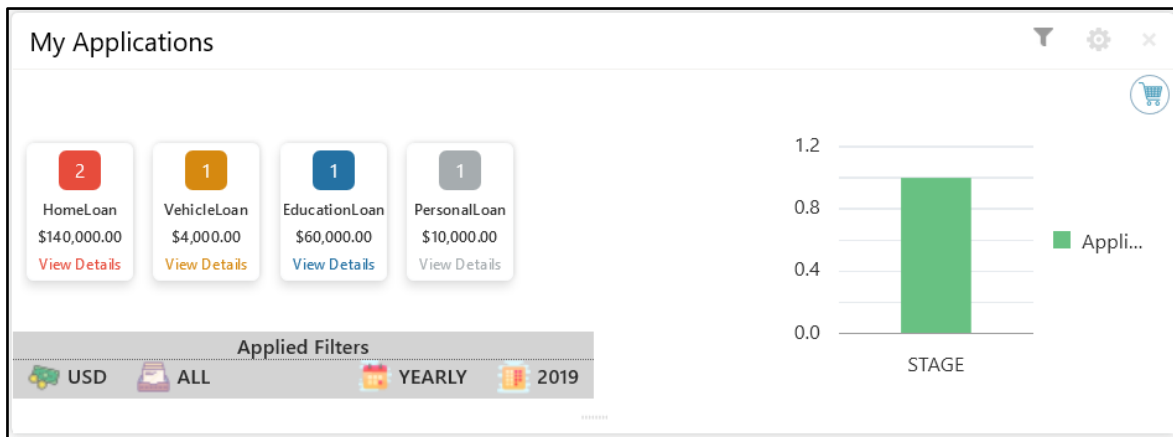 My Applications
2
HomeLoan
$140,000.00
View Details
1
VehicleLoan
$4,000.00
View Details
1
EducationLoan
$60,000.00
View Details
1
PersonalLoan
$10,000.00
View Details
Applied Filters
USD ALL YEARLY 2019
1.2
0.8
0.4
0.0
STAGE
Appli...